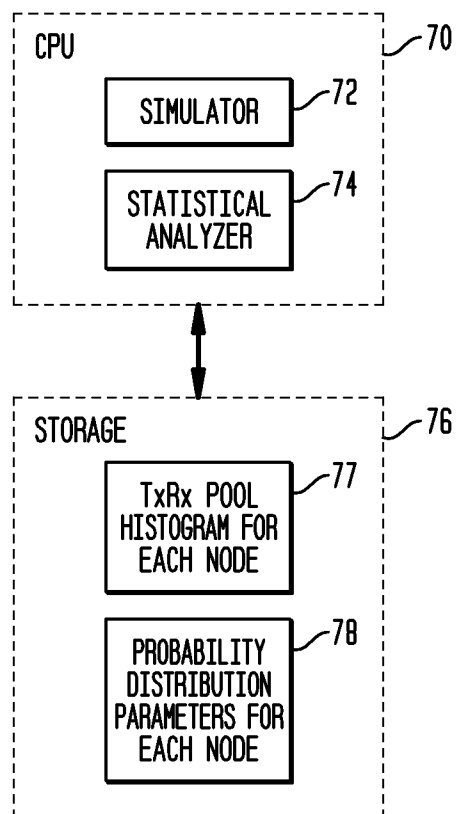 CPU
70
SIMULATOR
72
STATISTICAL
ANALYZER
74
STORAGE
76
TxRx POOL
HISTOGRAM FOR
EACH NODE
77
PROBABILITY
DISTRIBUTION
PARAMETERS FOR
EACH NODE
78